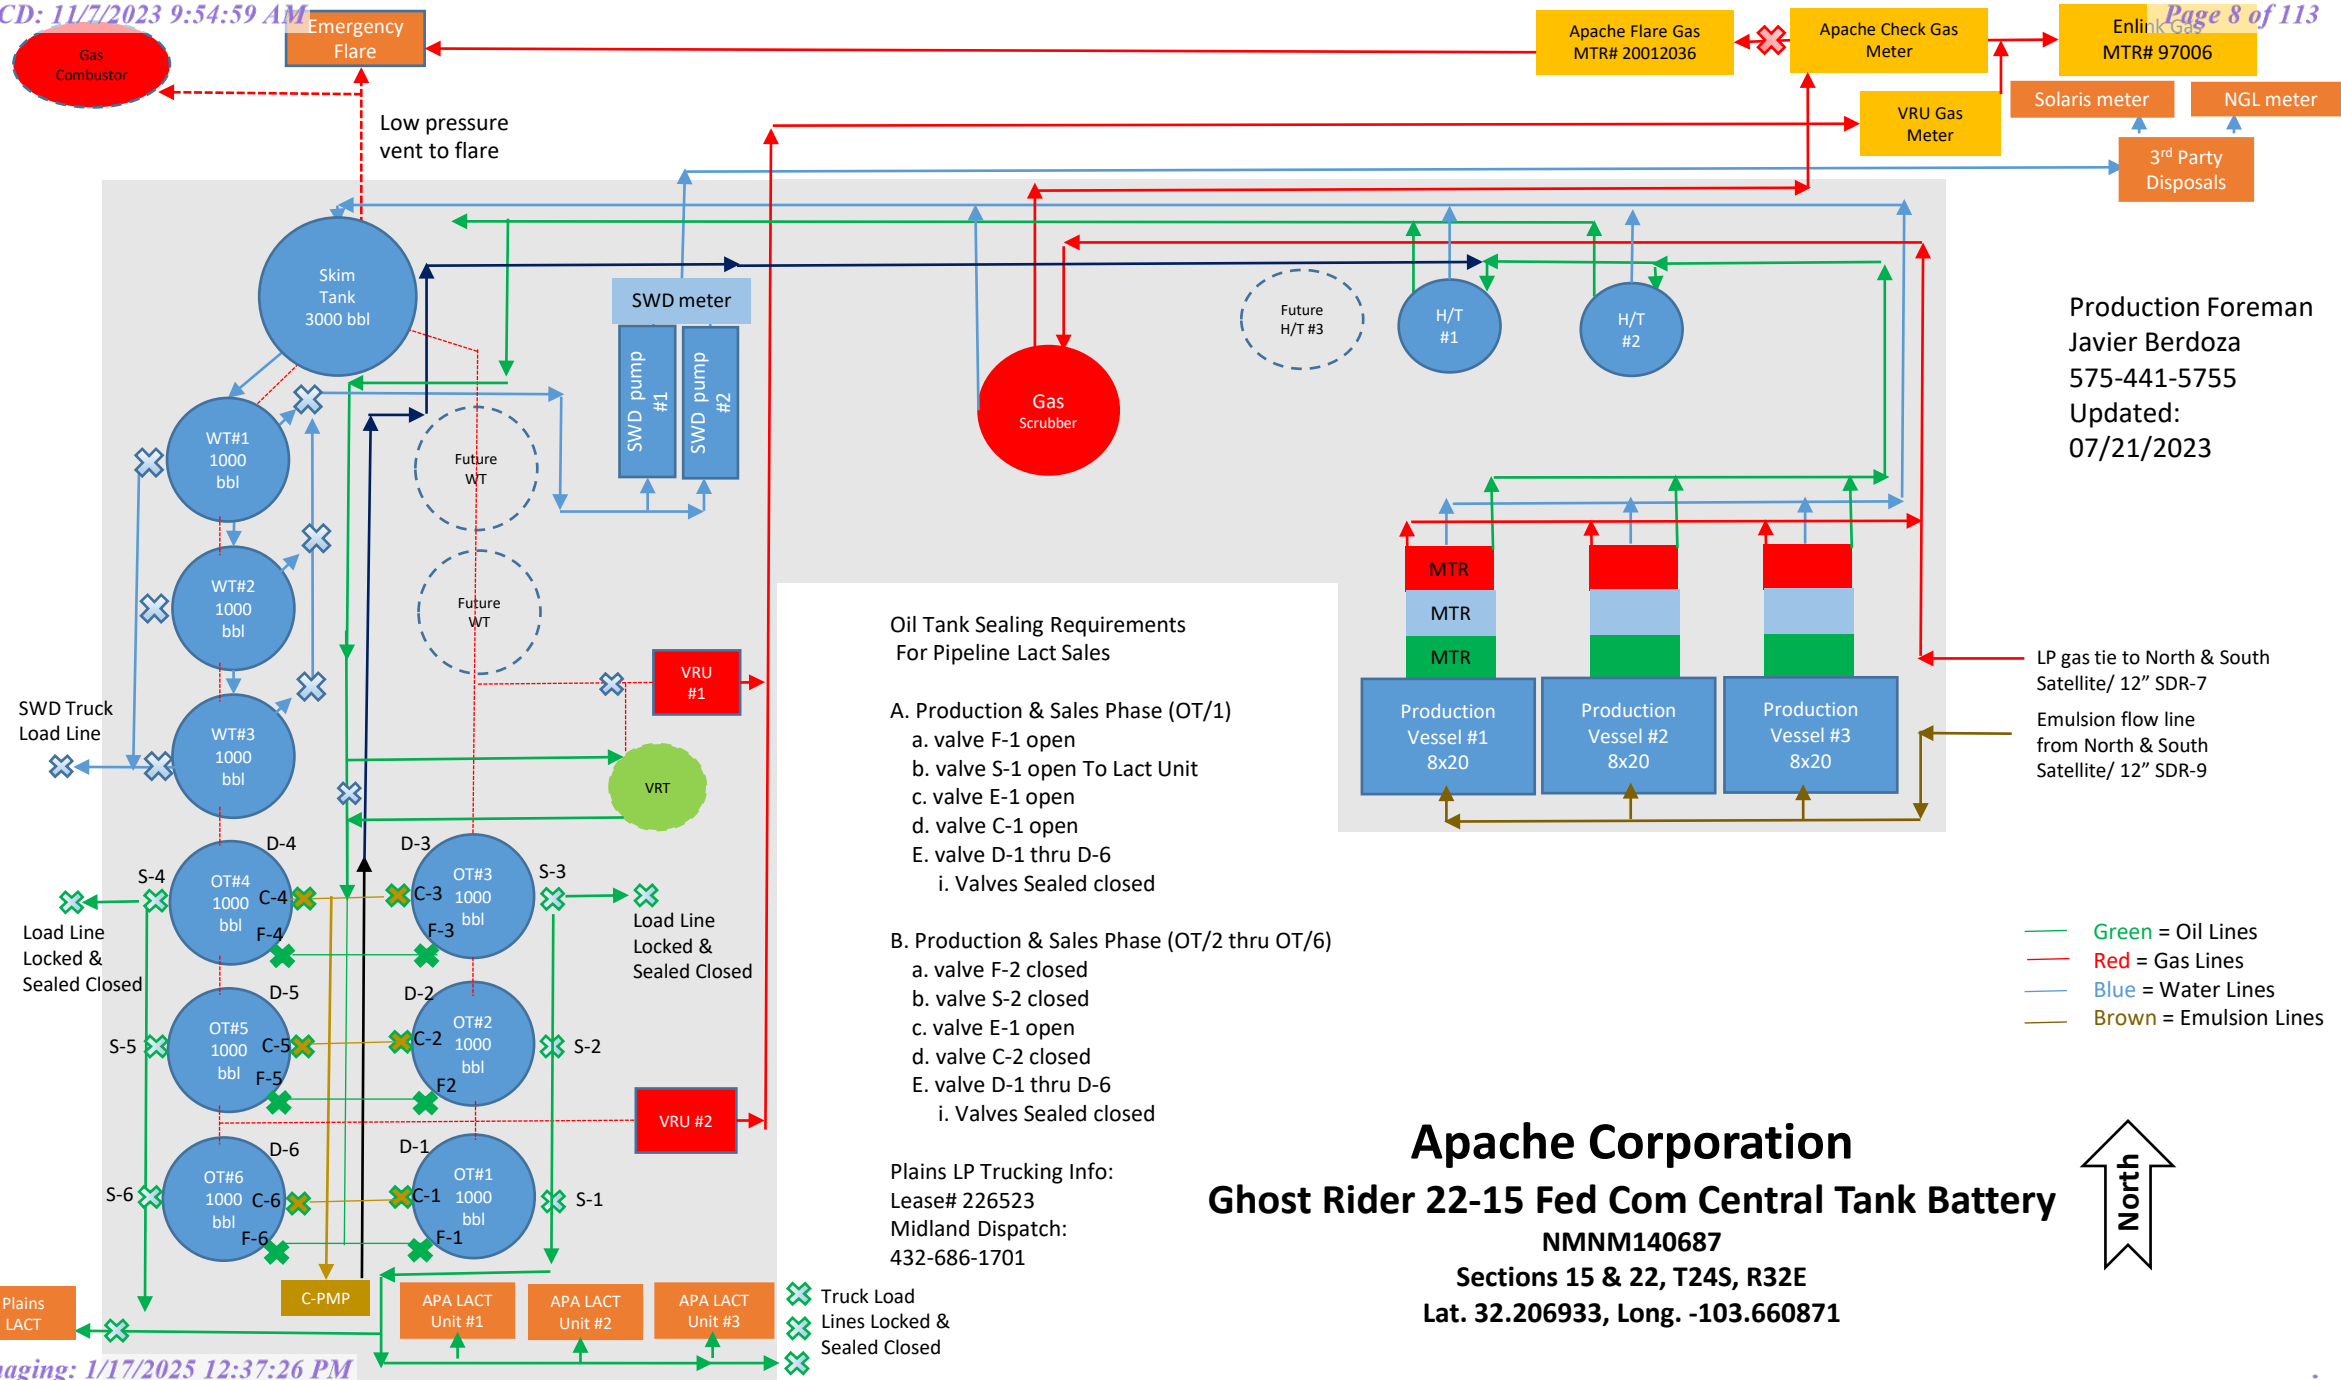 CD: 11/7/2023 9:54:59 AM
Page 8 of 113
Gas
Combustor
Emergency
Flare
Apache Flare Gas
MTR# 20012036
Apache Check Gas
Meter
Enlink Gas
MTR# 97006
Solaris meter
NGL meter
VRU Gas
Meter
3rd Party
Disposals
Low pressure
vent to flare
Skim
Tank
3000 bbl
SWD meter
SWD pump
#1
SWD pump
#2
Future
H/T #3
H/T
#1
H/T
#2
Gas
Scrubber
Production Foreman
Javier Berdoza
575-441-5755
Updated:
07/21/2023
WT#1
1000
bbl
Future
WT
WT#2
1000
bbl
Future
WT
WT#3
1000
bbl
SWD Truck
Load Line
VRU
#1
VRT
MTR
MTR
MTR
Production
Vessel #1
8x20
Production
Vessel #2
8x20
Production
Vessel #3
8x20
LP gas tie to North & South
Satellite/ 12” SDR-7
Emulsion flow line
from North & South
Satellite/ 12” SDR-9
Oil Tank Sealing Requirements
For Pipeline Lact Sales
A. Production & Sales Phase (OT/1)
a. valve F-1 open
b. valve S-1 open To Lact Unit
c. valve E-1 open
d. valve C-1 open
E. valve D-1 thru D-6
i. Valves Sealed closed
B. Production & Sales Phase (OT/2 thru OT/6)
a. valve F-2 closed
b. valve S-2 closed
c. valve E-1 open
d. valve C-2 closed
E. valve D-1 thru D-6
i. Valves Sealed closed
Plains LP Trucking Info:
Lease# 226523
Midland Dispatch:
432-686-1701
D-4
D-3
S-4
OT#4
1000
bbl
C-4
F-4
C-3
OT#3
1000
bbl
F-3
S-3
Load Line
Locked &
Sealed Closed
Load Line
Locked &
Sealed Closed
D-5
D-2
S-5
OT#5
1000
bbl
C-5
F-5
C-2
OT#2
1000
bbl
F2
S-2
VRU #2
D-6
D-1
S-6
OT#6
1000
bbl
C-6
F-6
C-1
OT#1
1000
bbl
F-1
S-1
Green = Oil Lines
Red = Gas Lines
Blue = Water Lines
Brown = Emulsion Lines
Apache Corporation
Ghost Rider 22-15 Fed Com Central Tank Battery
NMNM140687
Sections 15 & 22, T24S, R32E
Lat. 32.206933, Long. -103.660871
North
Plains
LACT
C-PMP
APA LACT
Unit #1
APA LACT
Unit #2
APA LACT
Unit #3
Truck Load
Lines Locked &
Sealed Closed
naging: 1/17/2025 12:37:26 PM